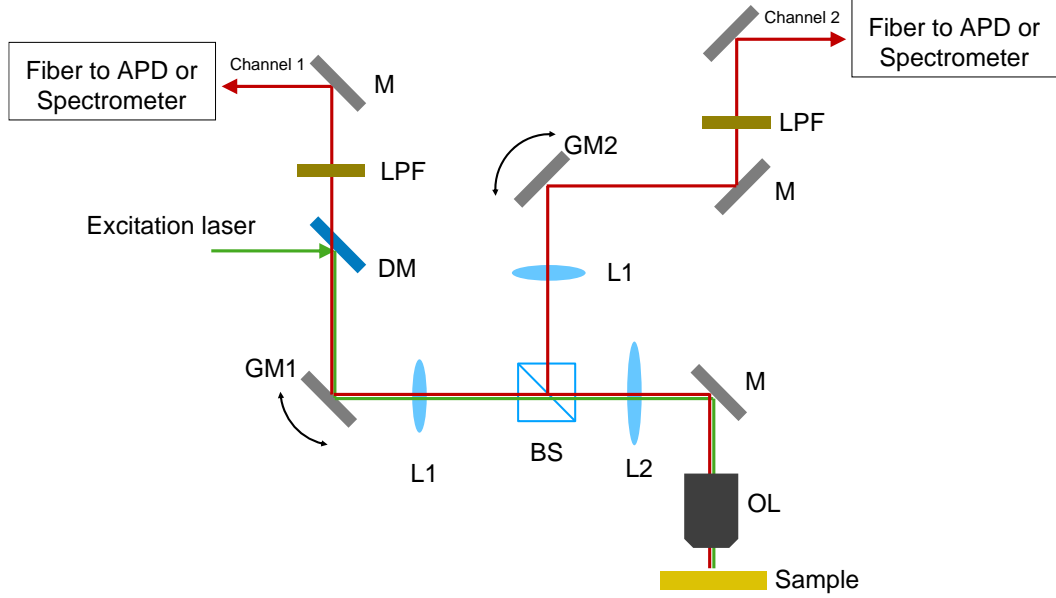 Channel 2
Fiber to APD or
Spectrometer
Fiber to APD or
Spectrometer
Channel 1
M
LPF
GM2
LPF
M
Excitation laser
DM
L1
GM1
M
L1
BS
L2
OL
Sample